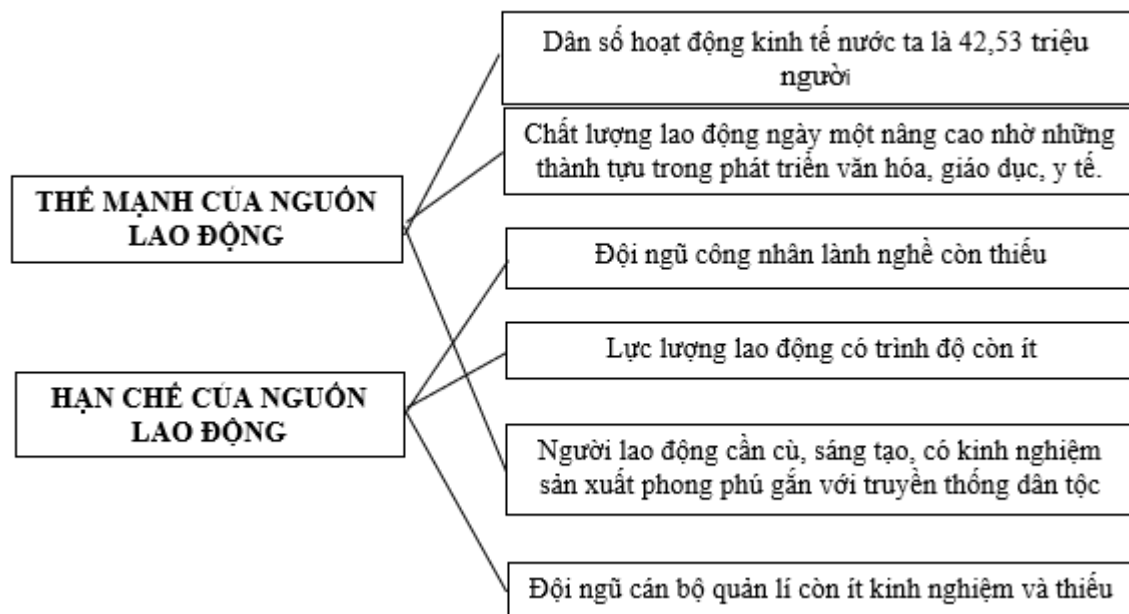 THẾ MẠNH CỦA NGUỒN
LAO ĐỘNG
HẠN CHẾ CỦA NGUỒN
LAO ĐỘNG
Dân số hoạt động kinh tế nước ta là 42,53 triệu
người
Chất lượng lao động ngày một nâng cao nhờ những
thành tựu trong phát triển văn hóa, giáo dục, y tế.
Đội ngũ công nhân lành nghề còn thiếu
Lực lượng lao động có trình độ còn ít
Người lao động cần cù, sáng tạo, có kinh nghiệm
sản xuất phong phú gắn với truyền thống dân tộc
Đội ngũ cán bộ quản lí còn ít kinh nghiệm và thiếu